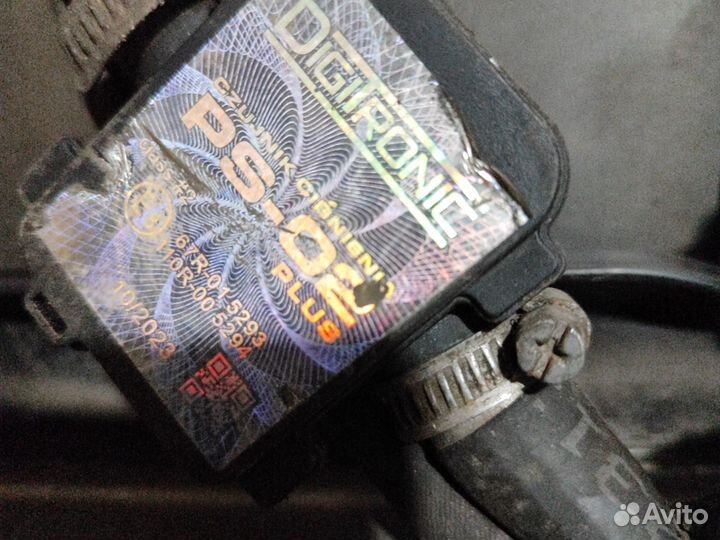 DIGITRONIC
CZUJNIK CIŚNIENIA
PS-02
PLUS
67R-01 5293
110R-00 5294
10/2023
Avito